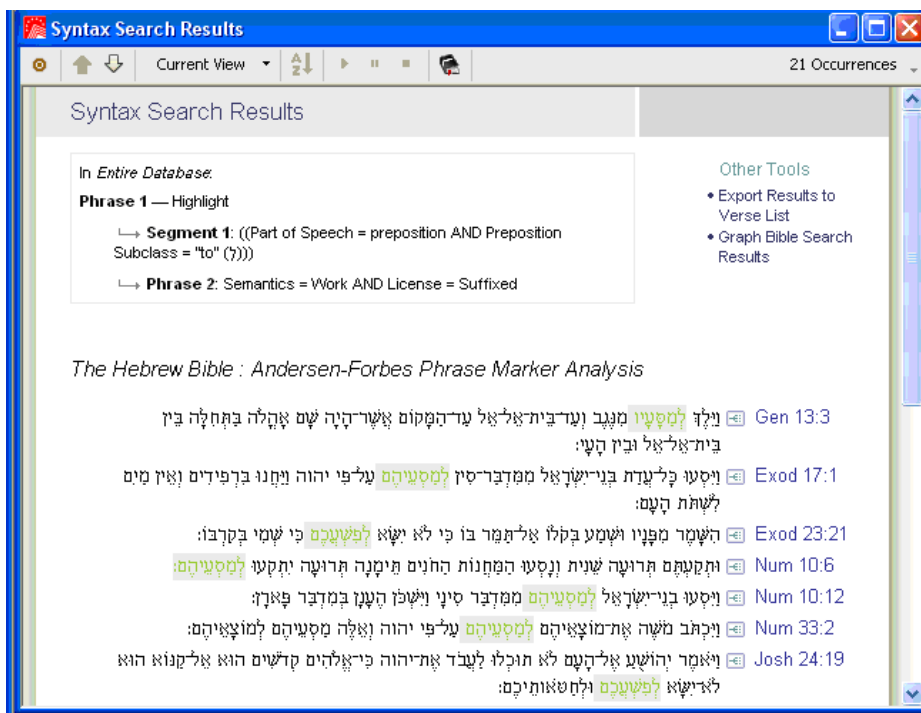 Syntax Search Results
Current View
21 Occurrences
Syntax Search Results
In Entire Database:
Phrase 1 — Highlight
Segment 1: ((Part of Speech = preposition AND Preposition
Subclass = "to" (ל)))
Phrase 2: Semantics = Work AND License = Suffixed
Other Tools
• Export Results to
Verse List
• Graph Bible Search
Results
The Hebrew Bible : Andersen-Forbes Phrase Marker Analysis
Gen 13:3 וַיֵּלֶךְ לְמַסָּעָיו מִנֶּגֶב וְעַד־בֵּית־אֵל־אֵל עַד־הַמָּקוֹם אֲשֶׁר־הָיָה שָׁם אָהֳלֹה בַּתְּחִלָּה בֵּין
בֵּית־אֵל־אֵל וּבֵין הָעָי׃
Exod 17:1 וַיִּסְעוּ כָּל־עֲדַת בְּנֵי־יִשְׂרָאֵל מִמִּדְבַּר־סִין לְמַסְעֵיהֶם עַל־פִּי יהוה וַיַּחֲנוּ בִּרְפִידִים וְאֵין מַיִם
לִשְׁתֹּת הָעָם׃
Exod 23:21 הִשָּׁמֶר מִפָּנָיו וּשְׁמַע בְּקֹלוֹ אַל־תַּמֵּר בּוֹ כִּי לֹא יִשָּׂא לְפִשְׁעֲכֶם כִּי שְׁמִי בְּקִרְבּוֹ׃
Num 10:6 וּתְקַעְתֶּם תְּרוּעָה שֵׁנִית וְנָסְעוּ הַמַּחֲנוֹת הַחֹנִים תֵּימָנָה תְּרוּעָה יִתְקְעוּ לְמַסְעֵיהֶם׃
Num 10:12 וַיִּסְעוּ בְנֵי־יִשְׂרָאֵל לְמַסְעֵיהֶם מִמִּדְבַּר סִינָי וַיִּשְׁכֹּן הֶעָנָן בְּמִדְבַּר פָּארָן׃
Num 33:2 וַיִּכְתֹּב מֹשֶׁה אֶת־מוֹצָאֵיהֶם לְמַסְעֵיהֶם עַל־פִּי יהוה וְאֵלֶּה מַסְעֵיהֶם לְמוֹצָאֵיהֶם׃
Josh 24:19 וַיֹּאמֶר יְהוֹשֻׁעַ אֶל־הָעָם לֹא תוּכְלוּ לַעֲבֹד אֶת־יהוה כִּי־אֱלֹהִים קְדֹשִׁים הוּא אֵל־קַנּוֹא הוּא
לֹא־יִשָּׂא לְפִשְׁעֲכֶם וּלְחַטֹּאותֵיכֶם׃